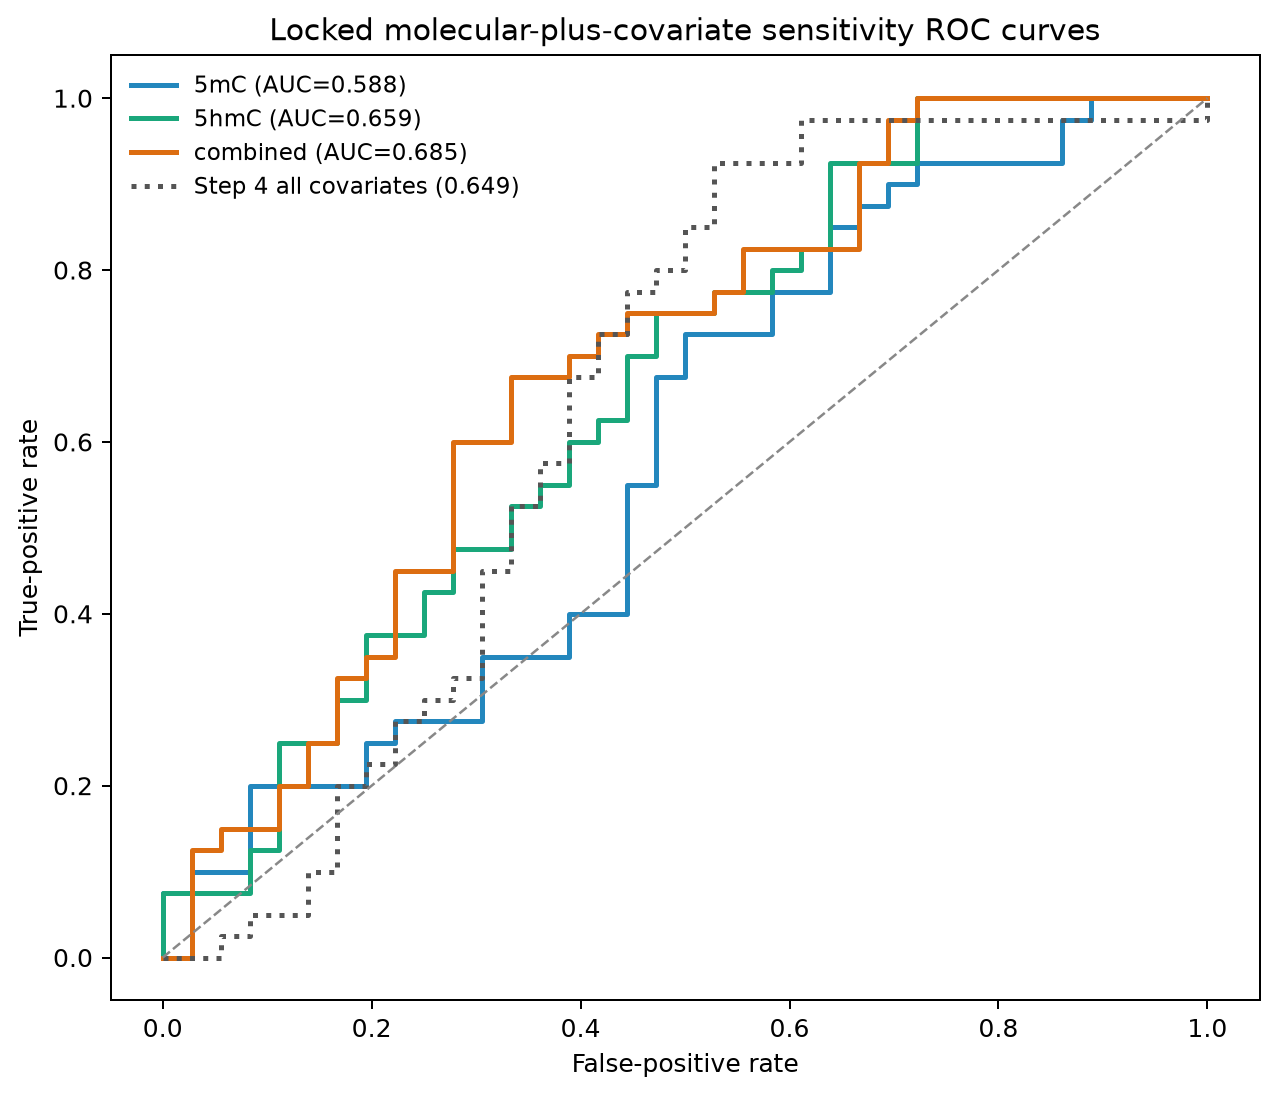 Locked molecular-plus-covariate sensitivity ROC curves
5mC (AUC=0.588)
5hmC (AUC=0.659)
combined (AUC=0.685)
Step 4 all covariates (0.649)
True-positive rate
1.0
0.8
0.6
0.4
0.2
0.0
0.0 0.2 0.4 0.6 0.8 1.0
False-positive rate